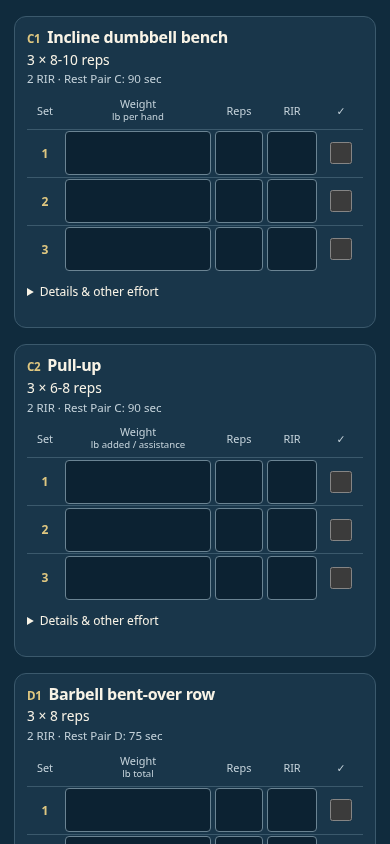 C1 Incline dumbbell bench
3 × 8-10 reps
2 RIR · Rest Pair C: 90 sec
Set Weight Reps RIR ✓
lb per hand
1
2
3
▶ Details & other effort
C2 Pull-up
3 × 6-8 reps
2 RIR · Rest Pair C: 90 sec
Set Weight Reps RIR ✓
lb added / assistance
1
2
3
▶ Details & other effort
D1 Barbell bent-over row
3 × 8 reps
2 RIR · Rest Pair D: 75 sec
Set Weight Reps RIR ✓
lb total
1